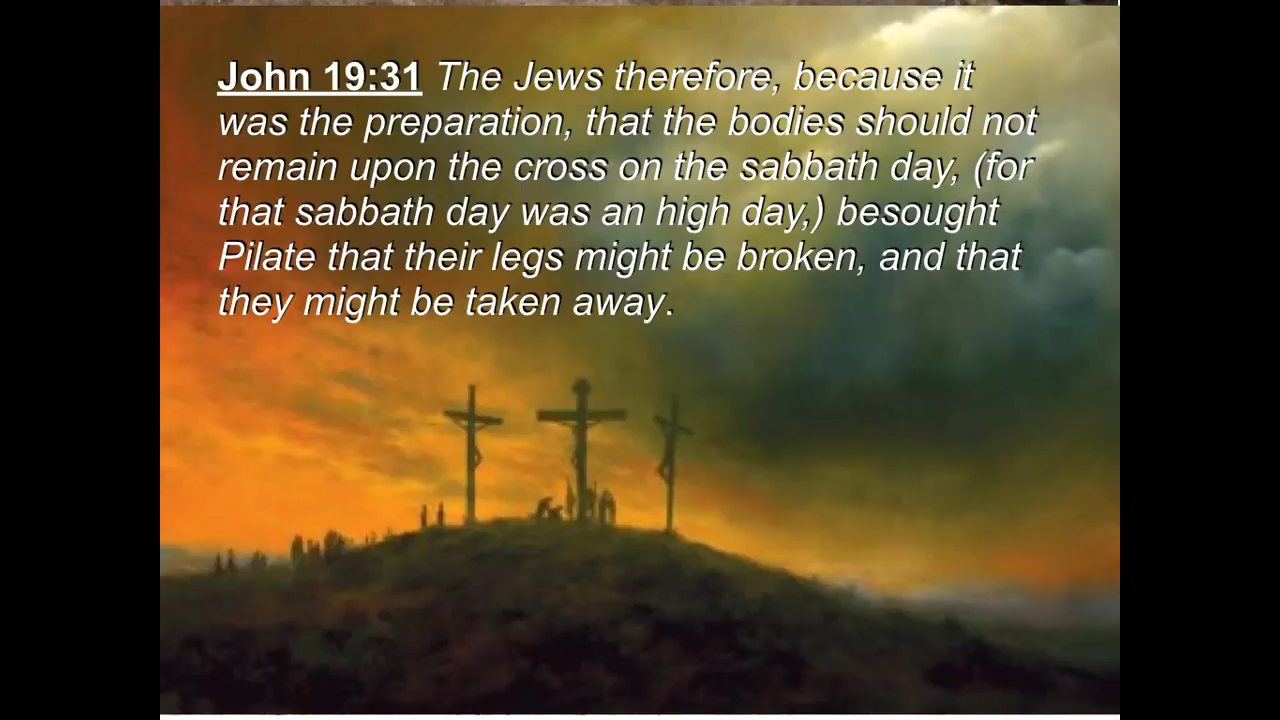 John 19:31 The Jews therefore, because it
was the preparation, that the bodies should not
remain upon the cross on the sabbath day, (for
that sabbath day was an high day,) besought
Pilate that their legs might be broken, and that
they might be taken away.